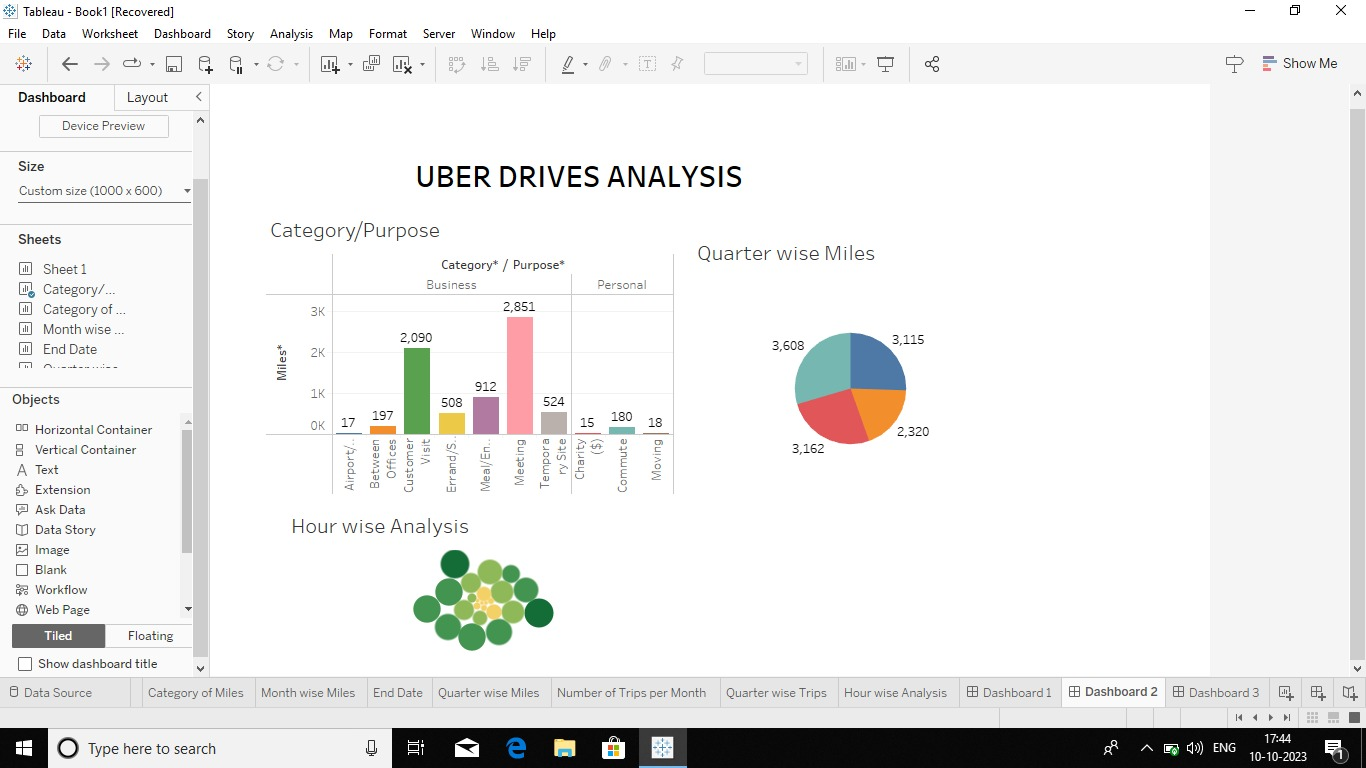 Tableau - Book1 [Recovered]
File Data Worksheet Dashboard Story Analysis Map Format Server Window Help
Show Me
Dashboard Layout
Device Preview
Size
Custom size (1000 x 600)
Sheets
Sheet 1
Category/...
Category of ...
Month wise ...
End Date
Objects
Horizontal Container
Vertical Container
Text
Extension
Ask Data
Data Story
Image
Blank
Workflow
Web Page
Tiled Floating
Show dashboard title
UBER DRIVES ANALYSIS
Category/Purpose
Category* / Purpose*
Business Personal
Miles*
3K
2K
1K
0K
17 197 2,090 508 912 2,851 524 15 180 18
Airport/..
Between Offices
Customer Visit
Errand/S..
Meal/En..
Meeting
Tempora
ry Site
Charity ($)
Commute
Moving
Quarter wise Miles
3,608 3,115
2,320
3,162
Hour wise Analysis
Data Source Category of Miles Month wise Miles End Date Quarter wise Miles Number of Trips per Month Quarter wise Trips Hour wise Analysis Dashboard 1 Dashboard 2 Dashboard 3
Type here to search
ENG
17:44
10-10-2023
1